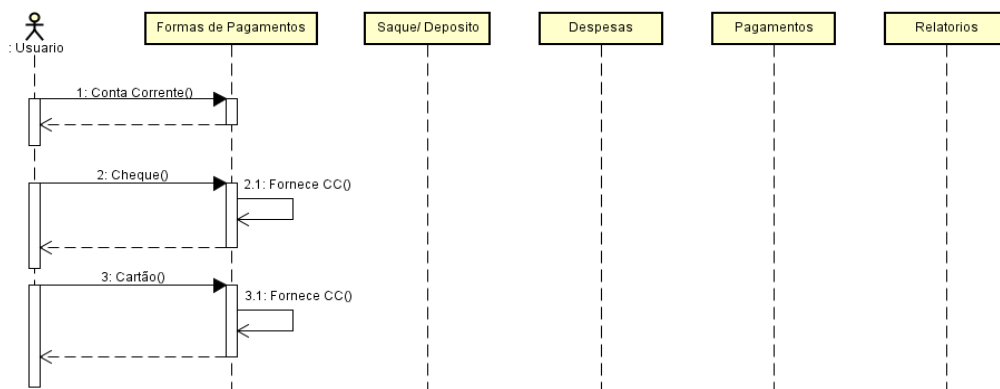 : Usuario
Formas de Pagamentos
Saque/ Deposito
Despesas
Pagamentos
Relatorios
1: Conta Corrente()
2: Cheque()
2.1: Fornece CC()
3: Cartão()
3.1: Fornece CC()